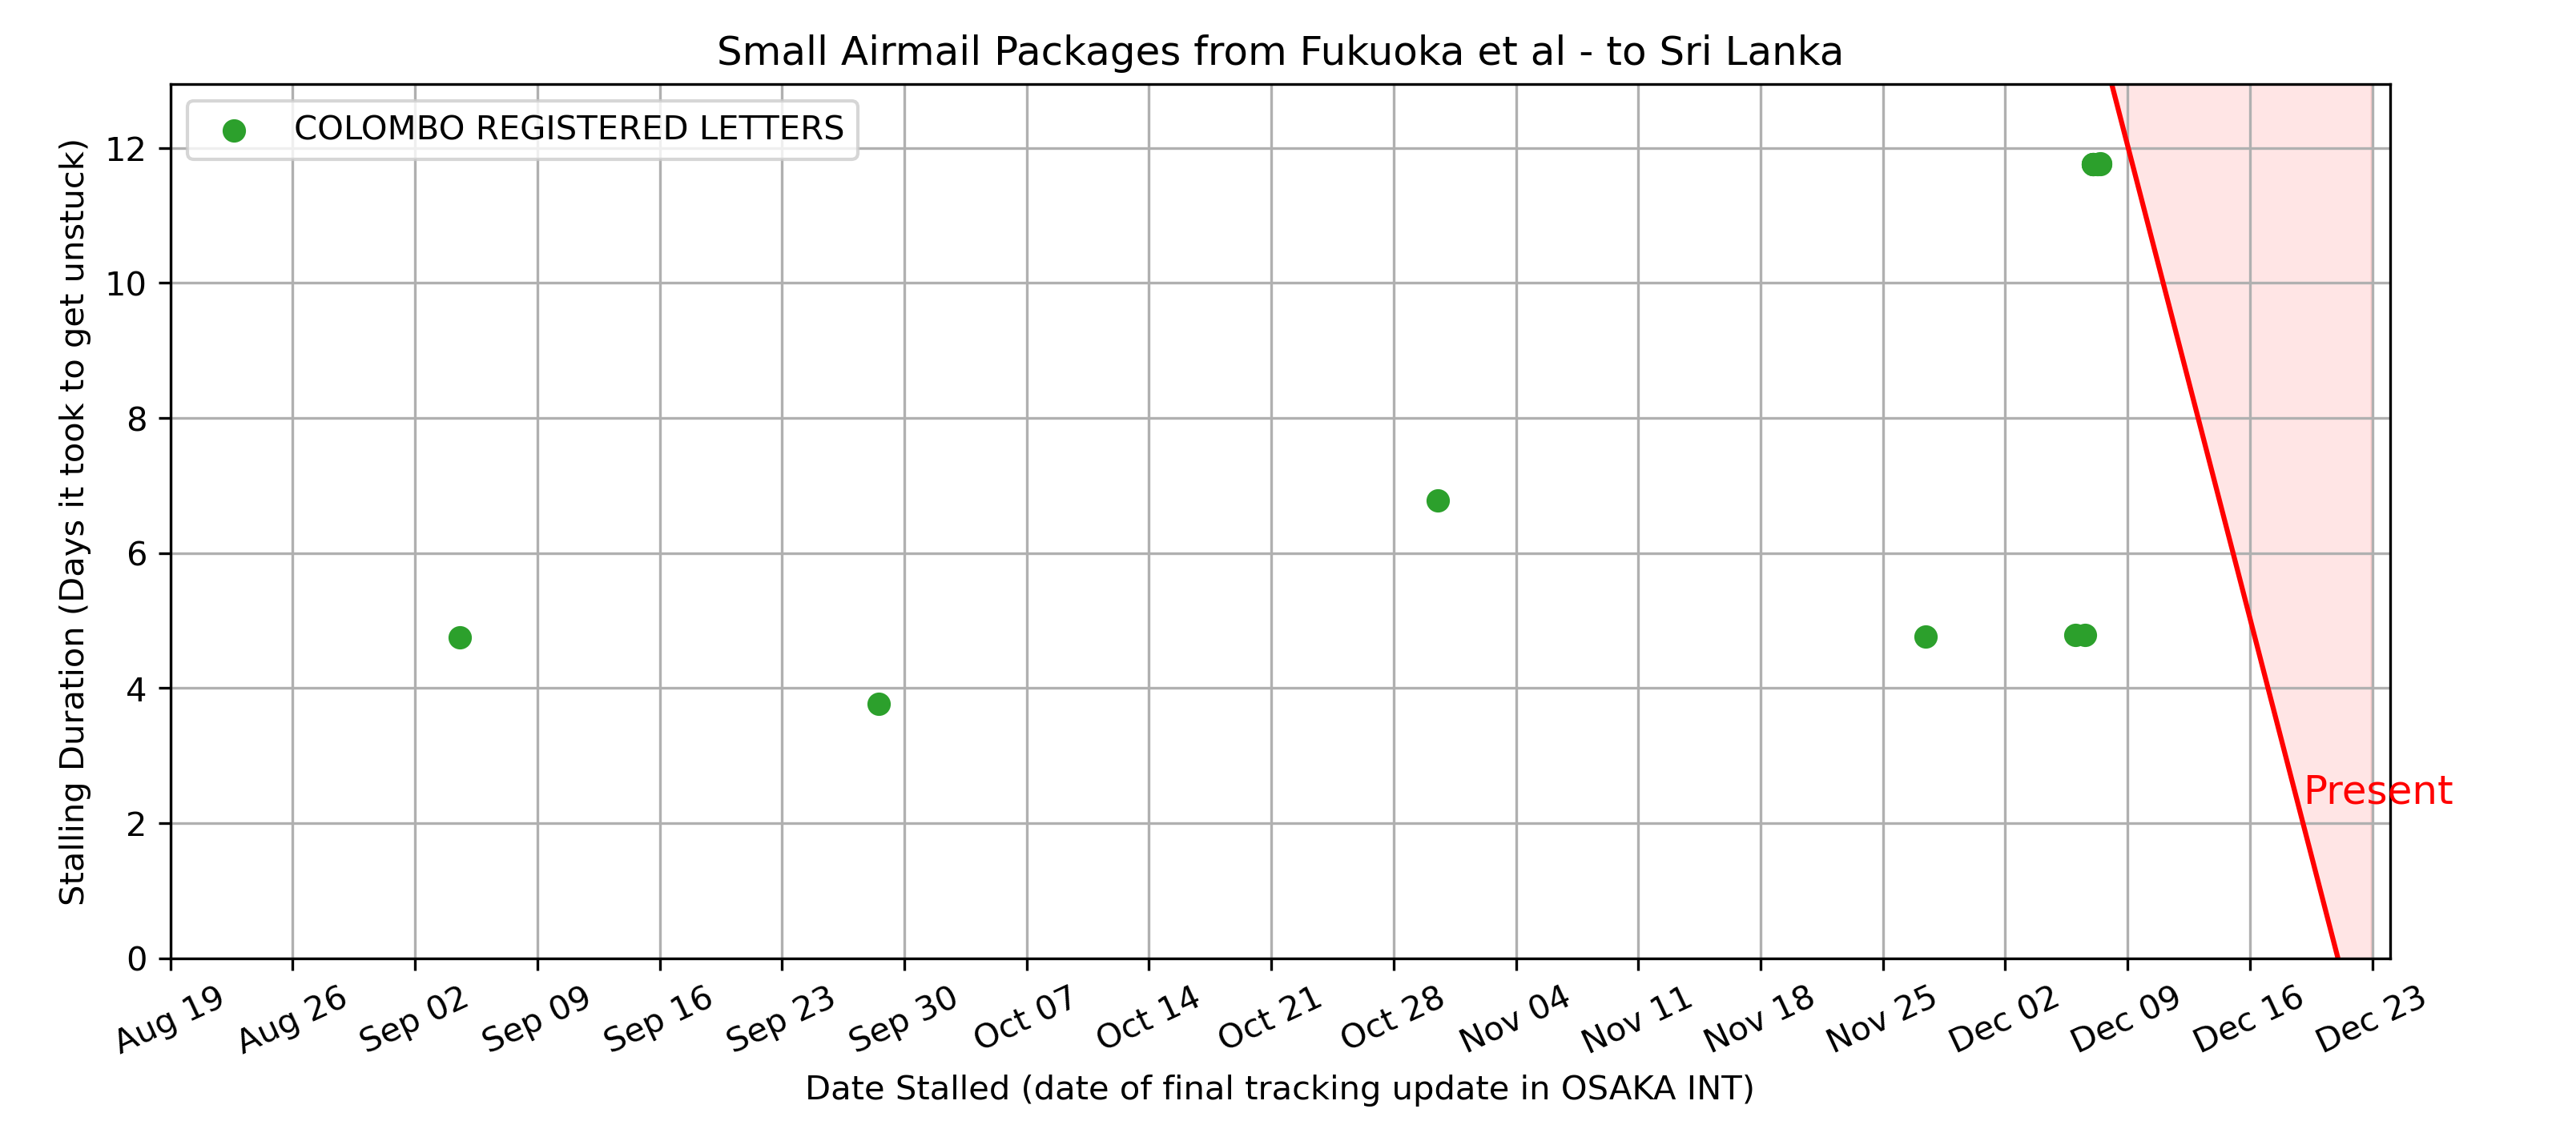 Small Airmail Packages from Fukuoka et al - to Sri Lanka
COLOMBO REGISTERED LETTERS
Stalling Duration (Days it took to get unstuck)
12
10
8
6
4
2
0
Present
Aug 19
Aug 26
Sep 02
Sep 09
Sep 16
Sep 23
Sep 30
Oct 07
Oct 14
Oct 21
Oct 28
Nov 04
Nov 11
Nov 18
Nov 25
Dec 02
Dec 09
Dec 16
Dec 23
Date Stalled (date of final tracking update in OSAKA INT)